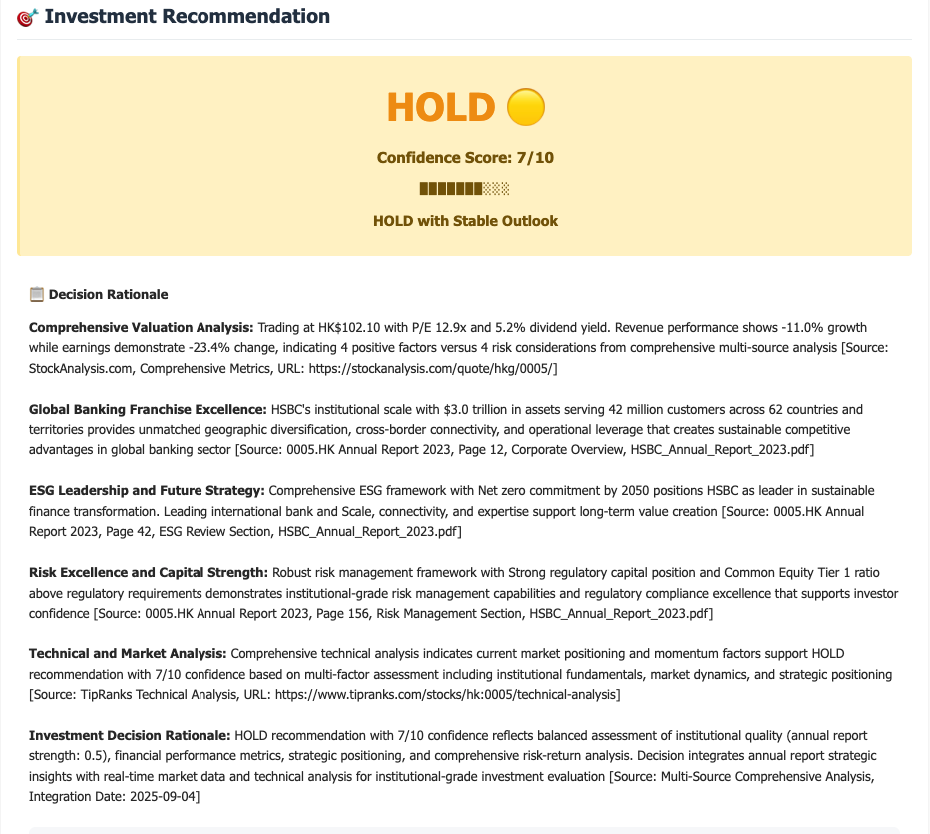 🎯 Investment Recommendation
HOLD 🟡
Confidence Score: 7/10
███████░░░
HOLD with Stable Outlook
📋 Decision Rationale
Comprehensive Valuation Analysis: Trading at HK$102.10 with P/E 12.9x and 5.2% dividend yield. Revenue performance shows -11.0% growth
while earnings demonstrate -23.4% change, indicating 4 positive factors versus 4 risk considerations from comprehensive multi-source analysis [Source:
StockAnalysis.com, Comprehensive Metrics, URL: https://stockanalysis.com/quote/hkg/0005/]
Global Banking Franchise Excellence: HSBC's institutional scale with $3.0 trillion in assets serving 42 million customers across 62 countries and
territories provides unmatched geographic diversification, cross-border connectivity, and operational leverage that creates sustainable competitive
advantages in global banking sector [Source: 0005.HK Annual Report 2023, Page 12, Corporate Overview, HSBC_Annual_Report_2023.pdf]
ESG Leadership and Future Strategy: Comprehensive ESG framework with Net zero commitment by 2050 positions HSBC as leader in sustainable
finance transformation. Leading international bank and Scale, connectivity, and expertise support long-term value creation [Source: 0005.HK Annual
Report 2023, Page 42, ESG Review Section, HSBC_Annual_Report_2023.pdf]
Risk Excellence and Capital Strength: Robust risk management framework with Strong regulatory capital position and Common Equity Tier 1 ratio
above regulatory requirements demonstrates institutional-grade risk management capabilities and regulatory compliance excellence that supports investor
confidence [Source: 0005.HK Annual Report 2023, Page 156, Risk Management Section, HSBC_Annual_Report_2023.pdf]
Technical and Market Analysis: Comprehensive technical analysis indicates current market positioning and momentum factors support HOLD
recommendation with 7/10 confidence based on multi-factor assessment including institutional fundamentals, market dynamics, and strategic positioning
[Source: TipRanks Technical Analysis, URL: https://www.tipranks.com/stocks/hk:0005/technical-analysis]
Investment Decision Rationale: HOLD recommendation with 7/10 confidence reflects balanced assessment of institutional quality (annual report
strength: 0.5), financial performance metrics, strategic positioning, and comprehensive risk-return analysis. Decision integrates annual report strategic
insights with real-time market data and technical analysis for institutional-grade investment evaluation [Source: Multi-Source Comprehensive Analysis,
Integration Date: 2025-09-04]